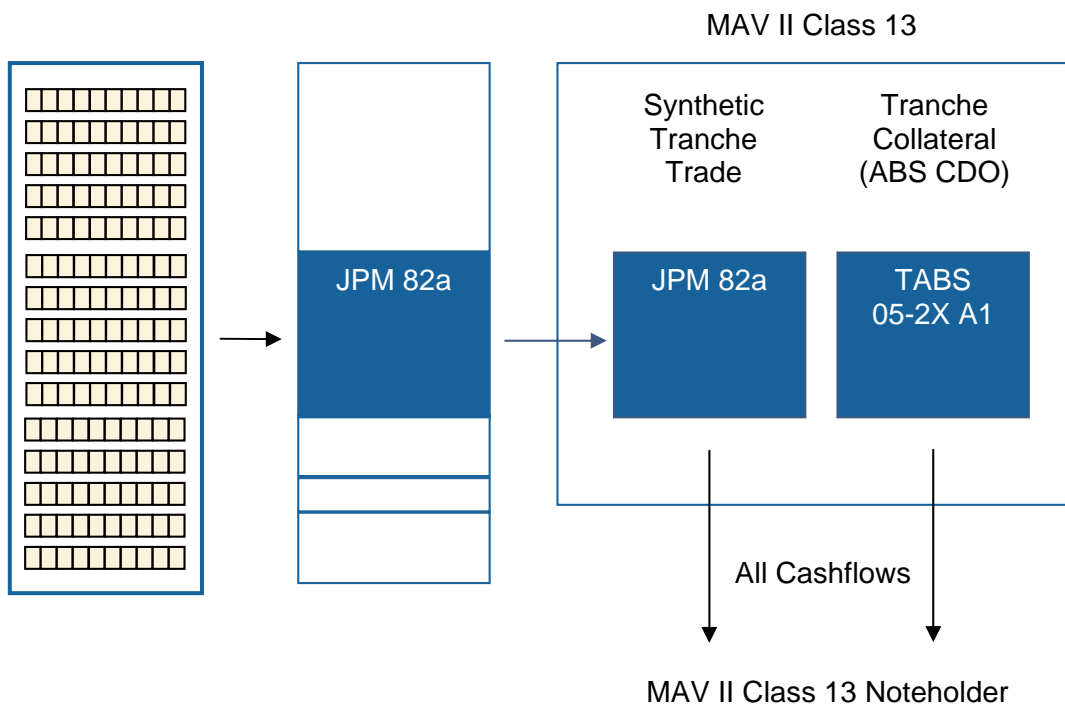 MAV II Class 13
Synthetic
Tranche
Trade
Tranche
Collateral
(ABS CDO)
JPM 82a
JPM 82a
TABS
05-2X A1
All Cashflows
MAV II Class 13 Noteholder